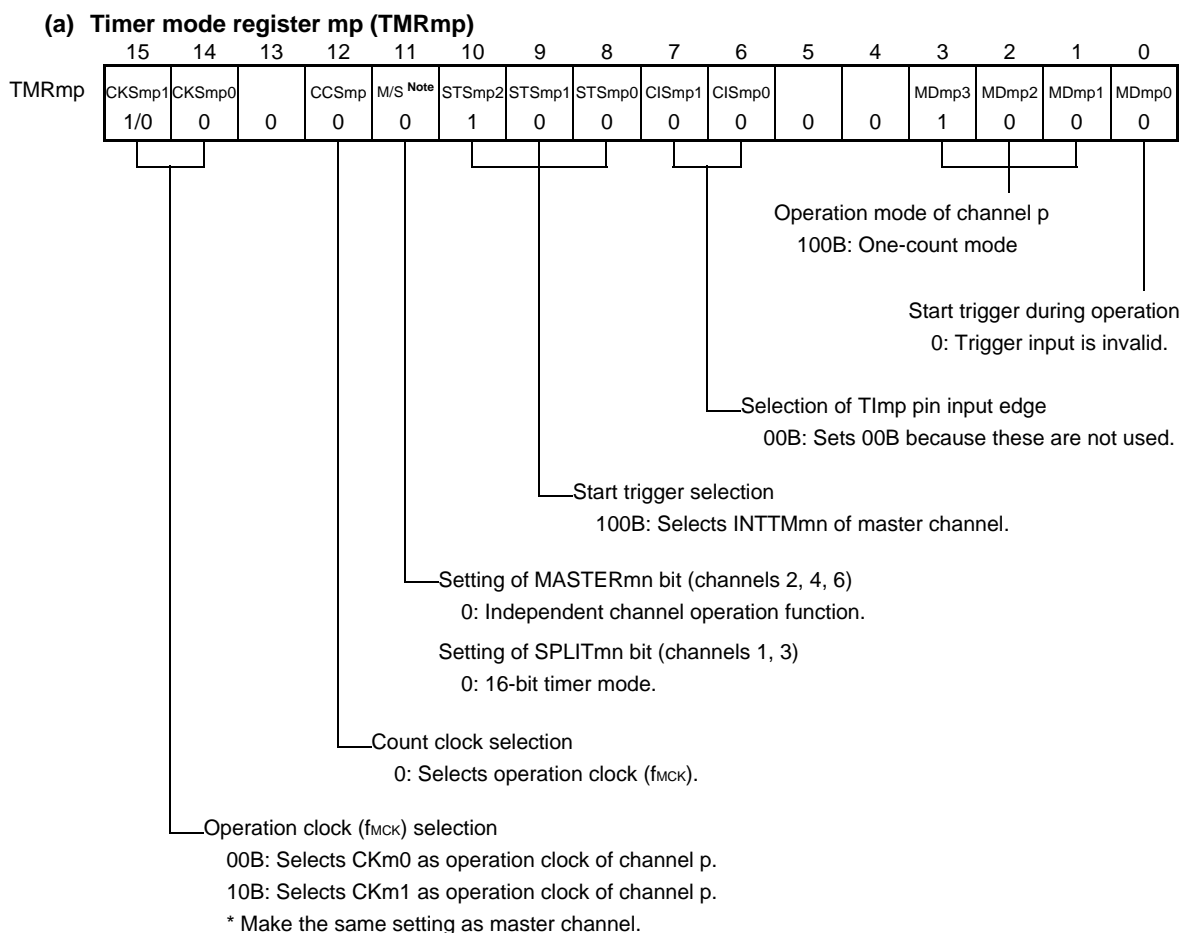 (a) Timer mode register mp (TMRmp)
15 14 13 12 11 10 9 8 7 6 5 4 3 2 1 0
TMRmp CKSmp1 CKSmp0 CCSmp M/S Note STSmp2 STSmp1 STSmp0 CISmp1 CISmp0 MDmp3 MDmp2 MDmp1 MDmp0
1/0 0 0 0 0 1 0 0 0 0 0 0 1 0 0 0
Operation mode of channel p
100B: One-count mode
Start trigger during operation
0: Trigger input is invalid.
Selection of TImp pin input edge
00B: Sets 00B because these are not used.
Start trigger selection
100B: Selects INTTMmn of master channel.
Setting of MASTERmn bit (channels 2, 4, 6)
0: Independent channel operation function.
Setting of SPLITmn bit (channels 1, 3)
0: 16-bit timer mode.
Count clock selection
0: Selects operation clock (fMCK).
Operation clock (fMCK) selection
00B: Selects CKm0 as operation clock of channel p.
10B: Selects CKm1 as operation clock of channel p.
* Make the same setting as master channel.